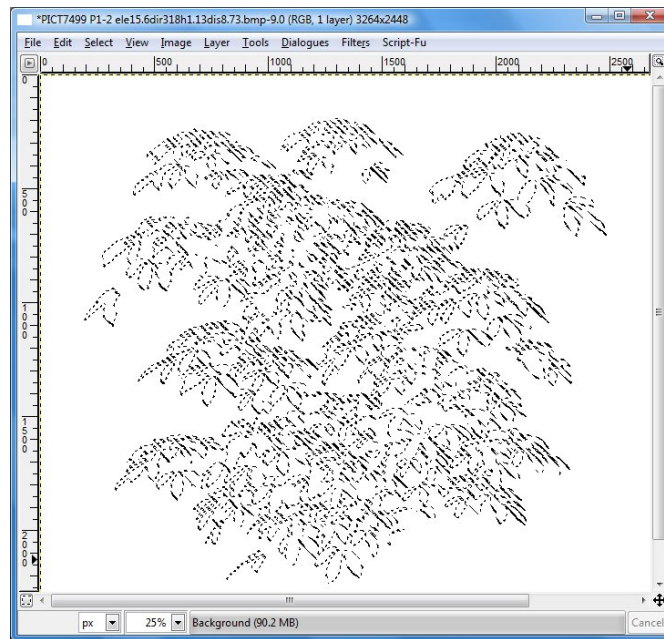 *PICT7499 P1-2 ele15.6dir318h1.13dis8.73.bmp-9.0 (RGB, 1 layer) 3264x2448
File Edit Select View Image Layer Tools Dialogues Filters Script-Fu
0 500 1000 1500 2000 2500
0
500
1000
1500
2000
px 25% Background (90.2 MB) Cancel